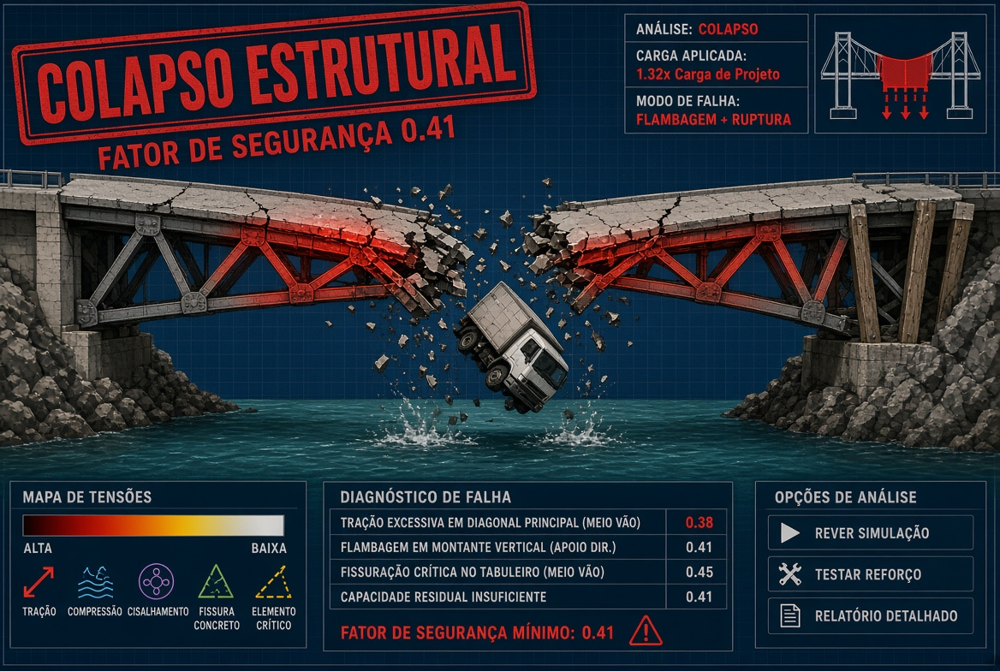 COLAPSO ESTRUTURAL
FATOR DE SEGURANÇA 0.41
ANÁLISE: COLAPSO
CARGA APLICADA:
1.32x Carga de Projeto
MODO DE FALHA:
FLAMBAGEM + RUPTURA
MAPA DE TENSÕES
ALTA BAIXA
TRAÇÃO
COMPRESSÃO
CISALHAMENTO
FISSURA
CONCRETO
ELEMENTO
CRÍTICO
DIAGNÓSTICO DE FALHA
TRAÇÃO EXCESSIVA EM DIAGONAL PRINCIPAL (MEIO VÃO) 0.38
FLAMBAGEM EM MONTANTE VERTICAL (APOIO DIR.) 0.41
FISSURAÇÃO CRÍTICA NO TABULEIRO (MEIO VÃO) 0.45
CAPACIDADE RESIDUAL INSUFICIENTE 0.41
FATOR DE SEGURANÇA MÍNIMO: 0.41
OPÇÕES DE ANÁLISE
REVER SIMULAÇÃO
TESTAR REFORÇO
RELATÓRIO DETALHADO